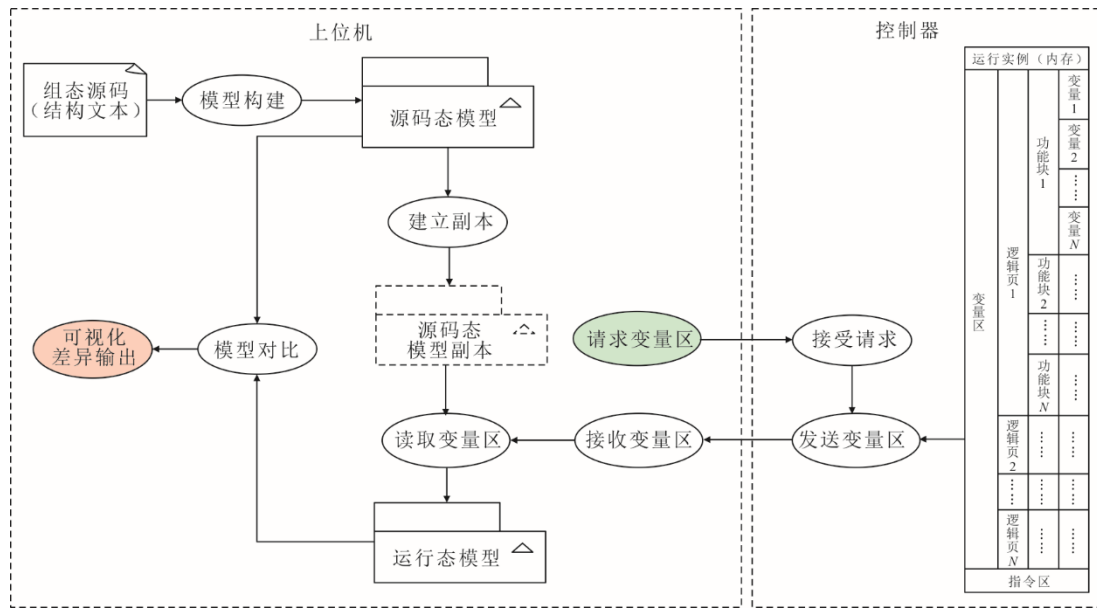 上位机
控制器
组态源码
（结构文本）
模型构建
源码态模型
建立副本
源码态
模型副本
可视化
差异输出
模型对比
请求变量区
接受请求
读取变量区
接收变量区
发送变量区
运行态模型
运行实例（内存）
变量区
逻辑页1
功能块1
变量1
变量2
……
变量N
功能块2
……
……
……
功能块N
……
逻辑页2
……
……
……
……
……
逻辑页N
……
……
指令区